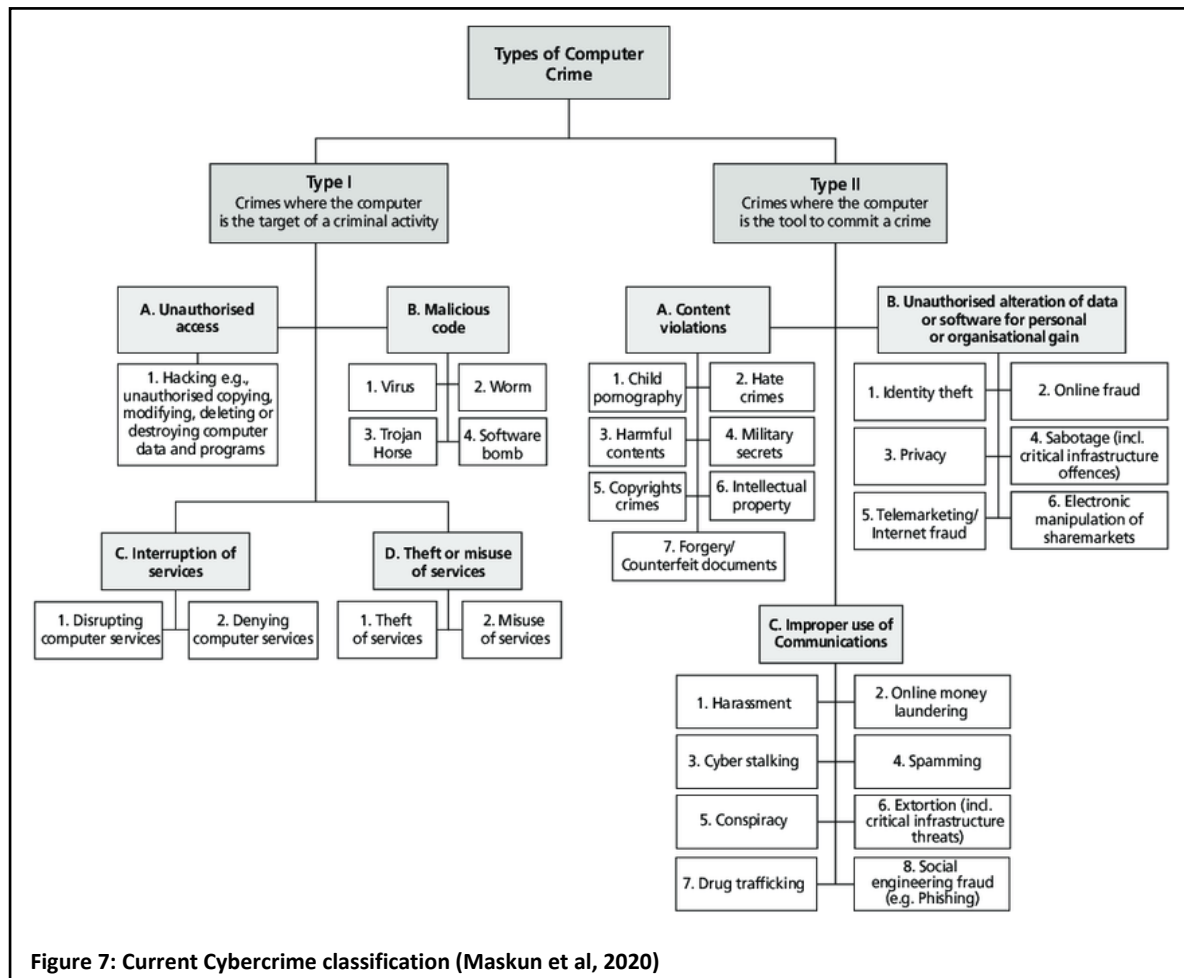 Types of Computer
Crime
Type I
Crimes where the computer
is the target of a criminal activity
Type II
Crimes where the computer
is the tool to commit a crime
A. Unauthorised
access
1. Hacking e.g.,
unauthorised copying,
modifying, deleting or
destroying computer
data and programs
B. Malicious
code
1. Virus
2. Worm
3. Trojan
Horse
4. Software
bomb
C. Interruption of
services
1. Disrupting
computer services
2. Denying
computer services
D. Theft or misuse
of services
1. Theft
of services
2. Misuse
of services
A. Content
violations
1. Child
pornography
2. Hate
crimes
3. Harmful
contents
4. Military
secrets
5. Copyrights
crimes
6. Intellectual
property
7. Forgery/
Counterfeit documents
B. Unauthorised alteration of data
or software for personal
or organisational gain
1. Identity theft
2. Online fraud
3. Privacy
4. Sabotage (incl.
critical infrastructure
offences)
5. Telemarketing/
Internet fraud
6. Electronic
manipulation of
sharemarkets
C. Improper use of
Communications
1. Harassment
2. Online money
laundering
3. Cyber stalking
4. Spamming
5. Conspiracy
6. Extortion (incl.
critical infrastructure
threats)
7. Drug trafficking
8. Social
engineering fraud
(e.g. Phishing)
Figure 7: Current Cybercrime classification (Maskun et al, 2020)